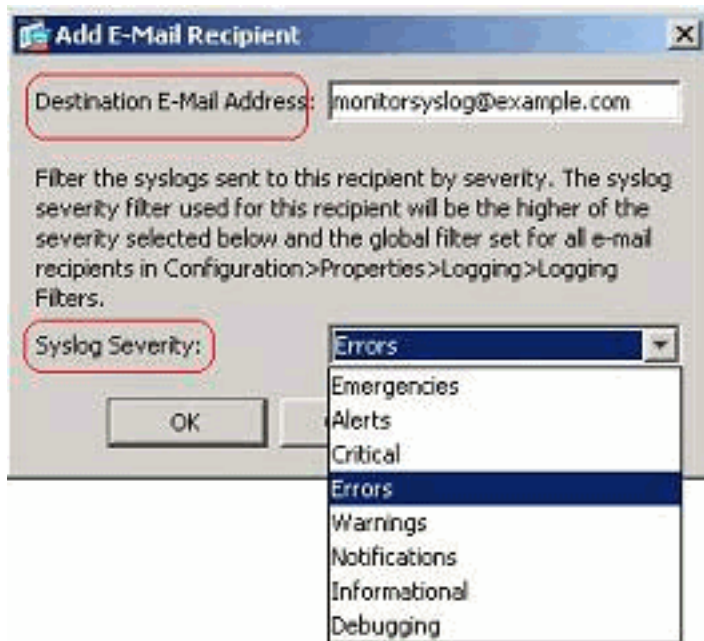 Add E-Mail Recipient
Destination E-Mail Address: monitorsyslog@example.com
Filter the syslogs sent to this recipient by severity. The syslog
severity filter used for this recipient will be the higher of the
severity selected below and the global filter set for all e-mail
recipients in Configuration>Properties>Logging>Logging
Filters.
Syslog Severity: Errors
OK
Emergencies
Alerts
Critical
Errors
Warnings
Notifications
Informational
Debugging